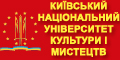 КИЇВСЬКИЙ
НАЦІОНАЛЬНИЙ
УНІВЕРСИТЕТ
КУЛЬТУРИ І
МИСТЕЦТВ